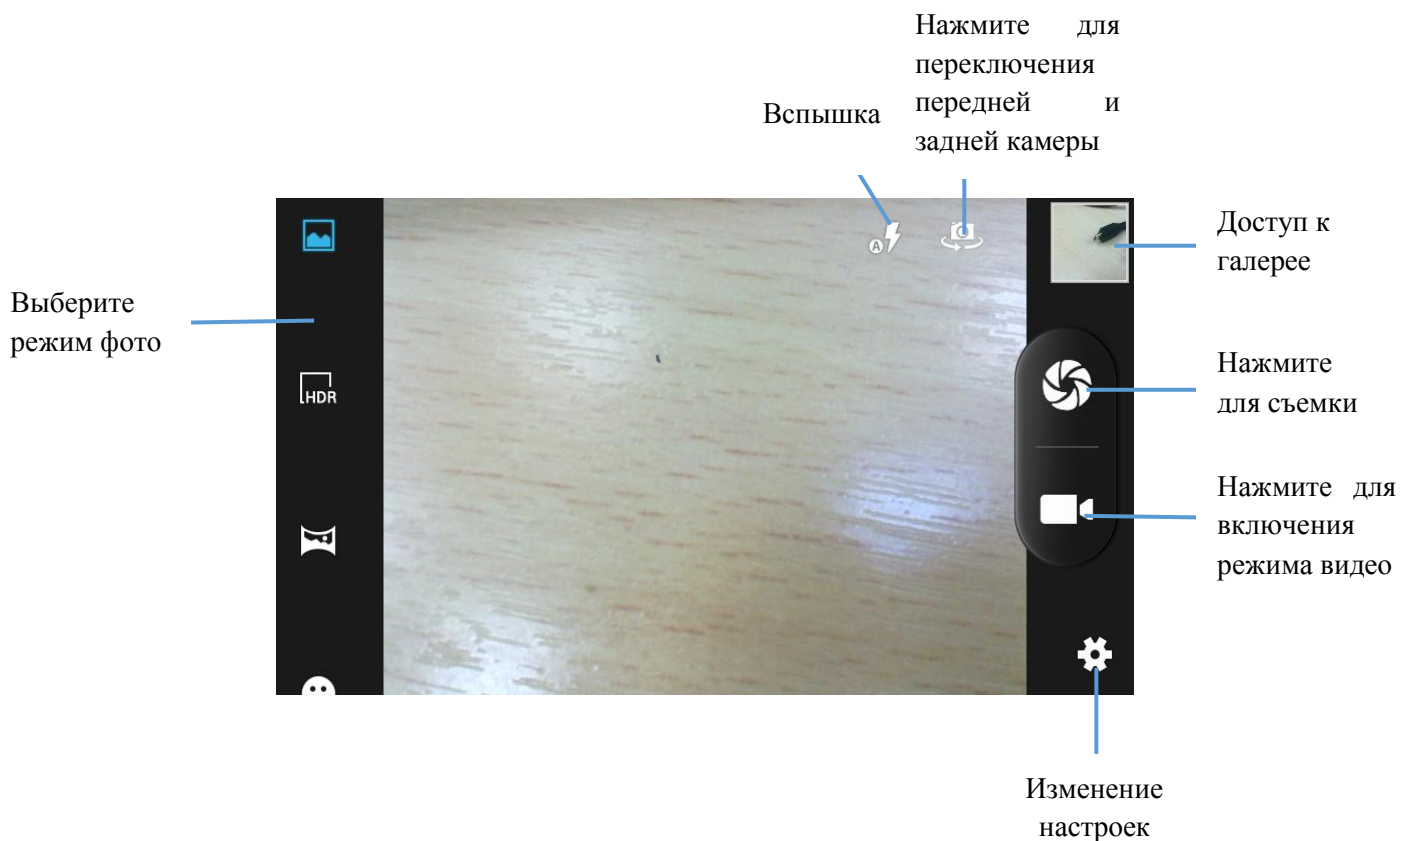 Нажмите для
переключения
передней и
задней камеры
Вспышка
Доступ к
галерее
Выберите
режим фото
HDR
A
Нажмите
для съемки
Нажмите для
включения
режима видео
Изменение
настроек